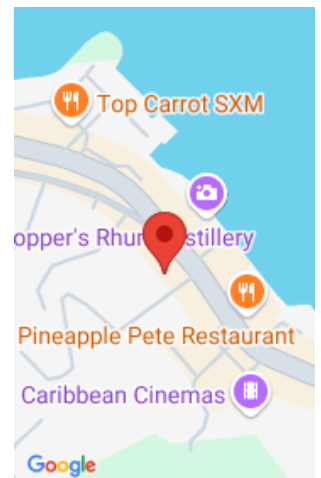 Top Carrot SXM
opper's Rhum stillery
Pineapple Pete Restaurant
Caribbean Cinemas
Google